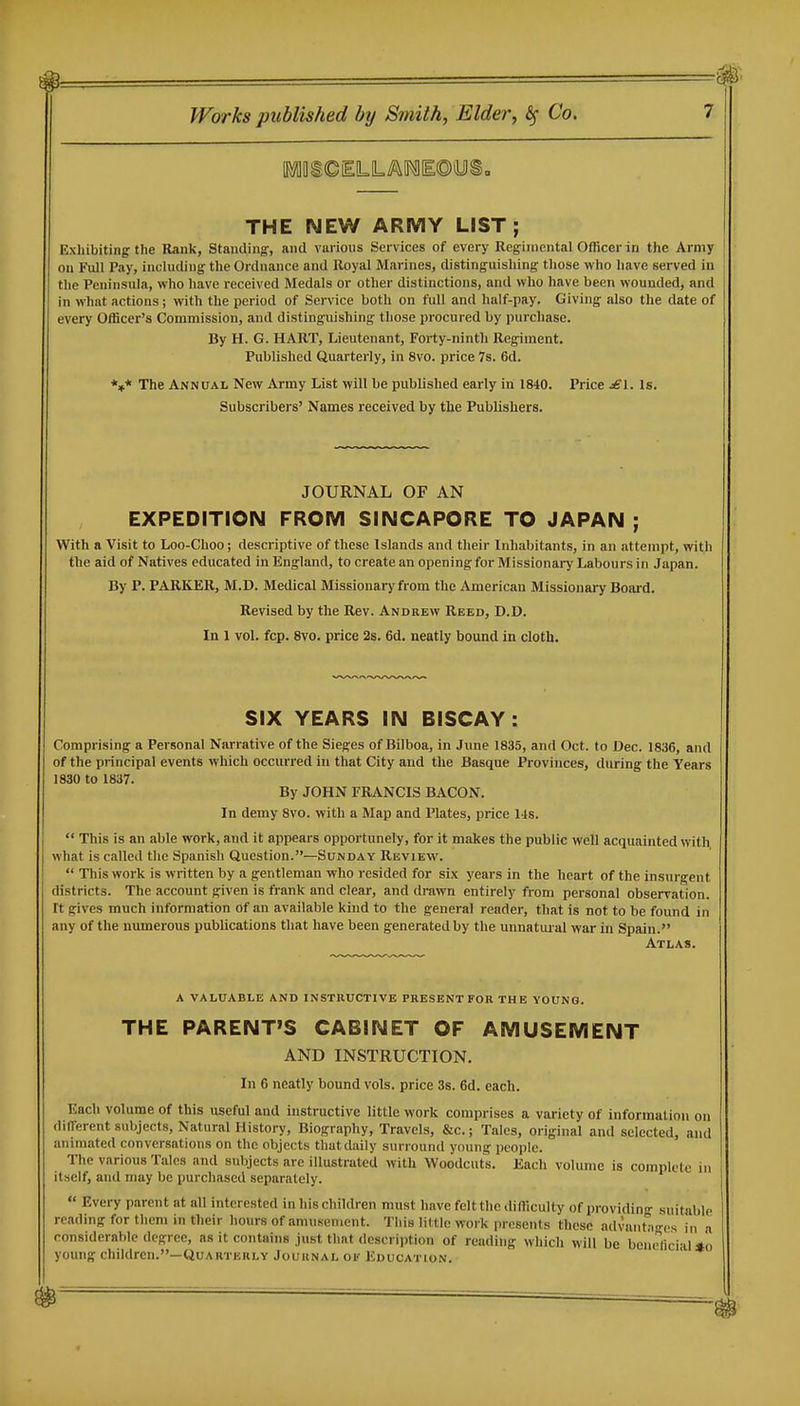 Works published by Smith, Elder, & Co. 7
MISCELLANEOUS.
THE NEW ARMY LIST;
Exhibiting the Rank, Standing, and various Services of every Regimental Officer in the Army
on Full Pay, including the Ordnance and Royal Marines, distinguishing those who have served in
the Peninsula, who have received Medals or other distinctions, and who have been wounded, and
in what actions; with the period of Service both on full and half-pay. Giving also the date of
every Officer's Commission, and distinguishing those procured by purchase.
By H. G. HART, Lieutenant, Forty-ninth Regiment.
Published Quarterly, in 8vo. price 7s. 6d.
*⁎* The ANNUAL New Army List will be published early in 1840. Price £1. 1s.
Subscribers' Names received by the Publishers.
JOURNAL OF AN
EXPEDITION FROM SINCAPORE TO JAPAN;
With a Visit to Loo-Choo; descriptive of these Islands and their Inhabitants, in an attempt, with
the aid of Natives educated in England, to create an opening for Missionary Labours in Japan.
By P. PARKER, M.D. Medical Missionary from the American Missionary Board.
Revised by the Rev. ANDREW REED, D.D.
In 1 vol. fcp. 8vo. price 2s. 6d. neatly bound in cloth.
SIX YEARS IN BISCAY:
Comprising a Personal Narrative of the Sieges of Bilboa, in June 1835, and Oct. to Dec. 1836, and
of the principal events which occurred in that City and the Basque Provinces, during the Years
1830 to 1837.
By JOHN FRANCIS BACON.
In demy 8vo. with a Map and Plates, price 14s.
" This is an able work, and it appears opportunely, for it makes the public well acquainted with
what is called the Spanish Question."—SUNDAY REVIEW.
" This work is written by a gentleman who resided for six years in the heart of the insurgent
districts. The account given is frank and clear, and drawn entirely from personal observation.
It gives much information of an available kind to the general reader, that is not to be found in
any of the numerous publications that have been generated by the unnatural war in Spain."
ATLAS.
A VALUABLE AND INSTRUCTIVE PRESENT FOR THE YOUNG.
THE PARENT'S CABINET OF AMUSEMENT
AND INSTRUCTION.
In 6 neatly bound vols. price 3s. 6d. each.
Each volume of this useful and instructive little work comprises a variety of information on
different subjects, Natural History, Biography, Travels, &c.; Tales, original and selected, and
animated conversations on the objects that daily surround young people.
The various Tales and subjects are illustrated with Woodcuts. Each volume is complete in
itself, and may be purchased separately.
" Every parent at all interested in his children must have felt the difficulty of providing suitable
reading for them in their hours of amusement. This little work presents these advantages in a
considerable degree, as it contains just that description of reading which will be beneficial to
young children."—QUARTERLY JOURNAL OF EDUCATION.